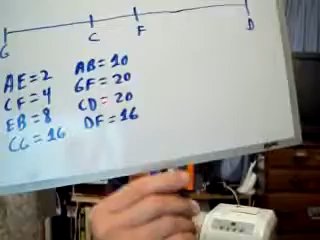 G C F D
AE=2 AB=10
CF=4 GF=20
EB=8 CD=20
CG=16 DF=16